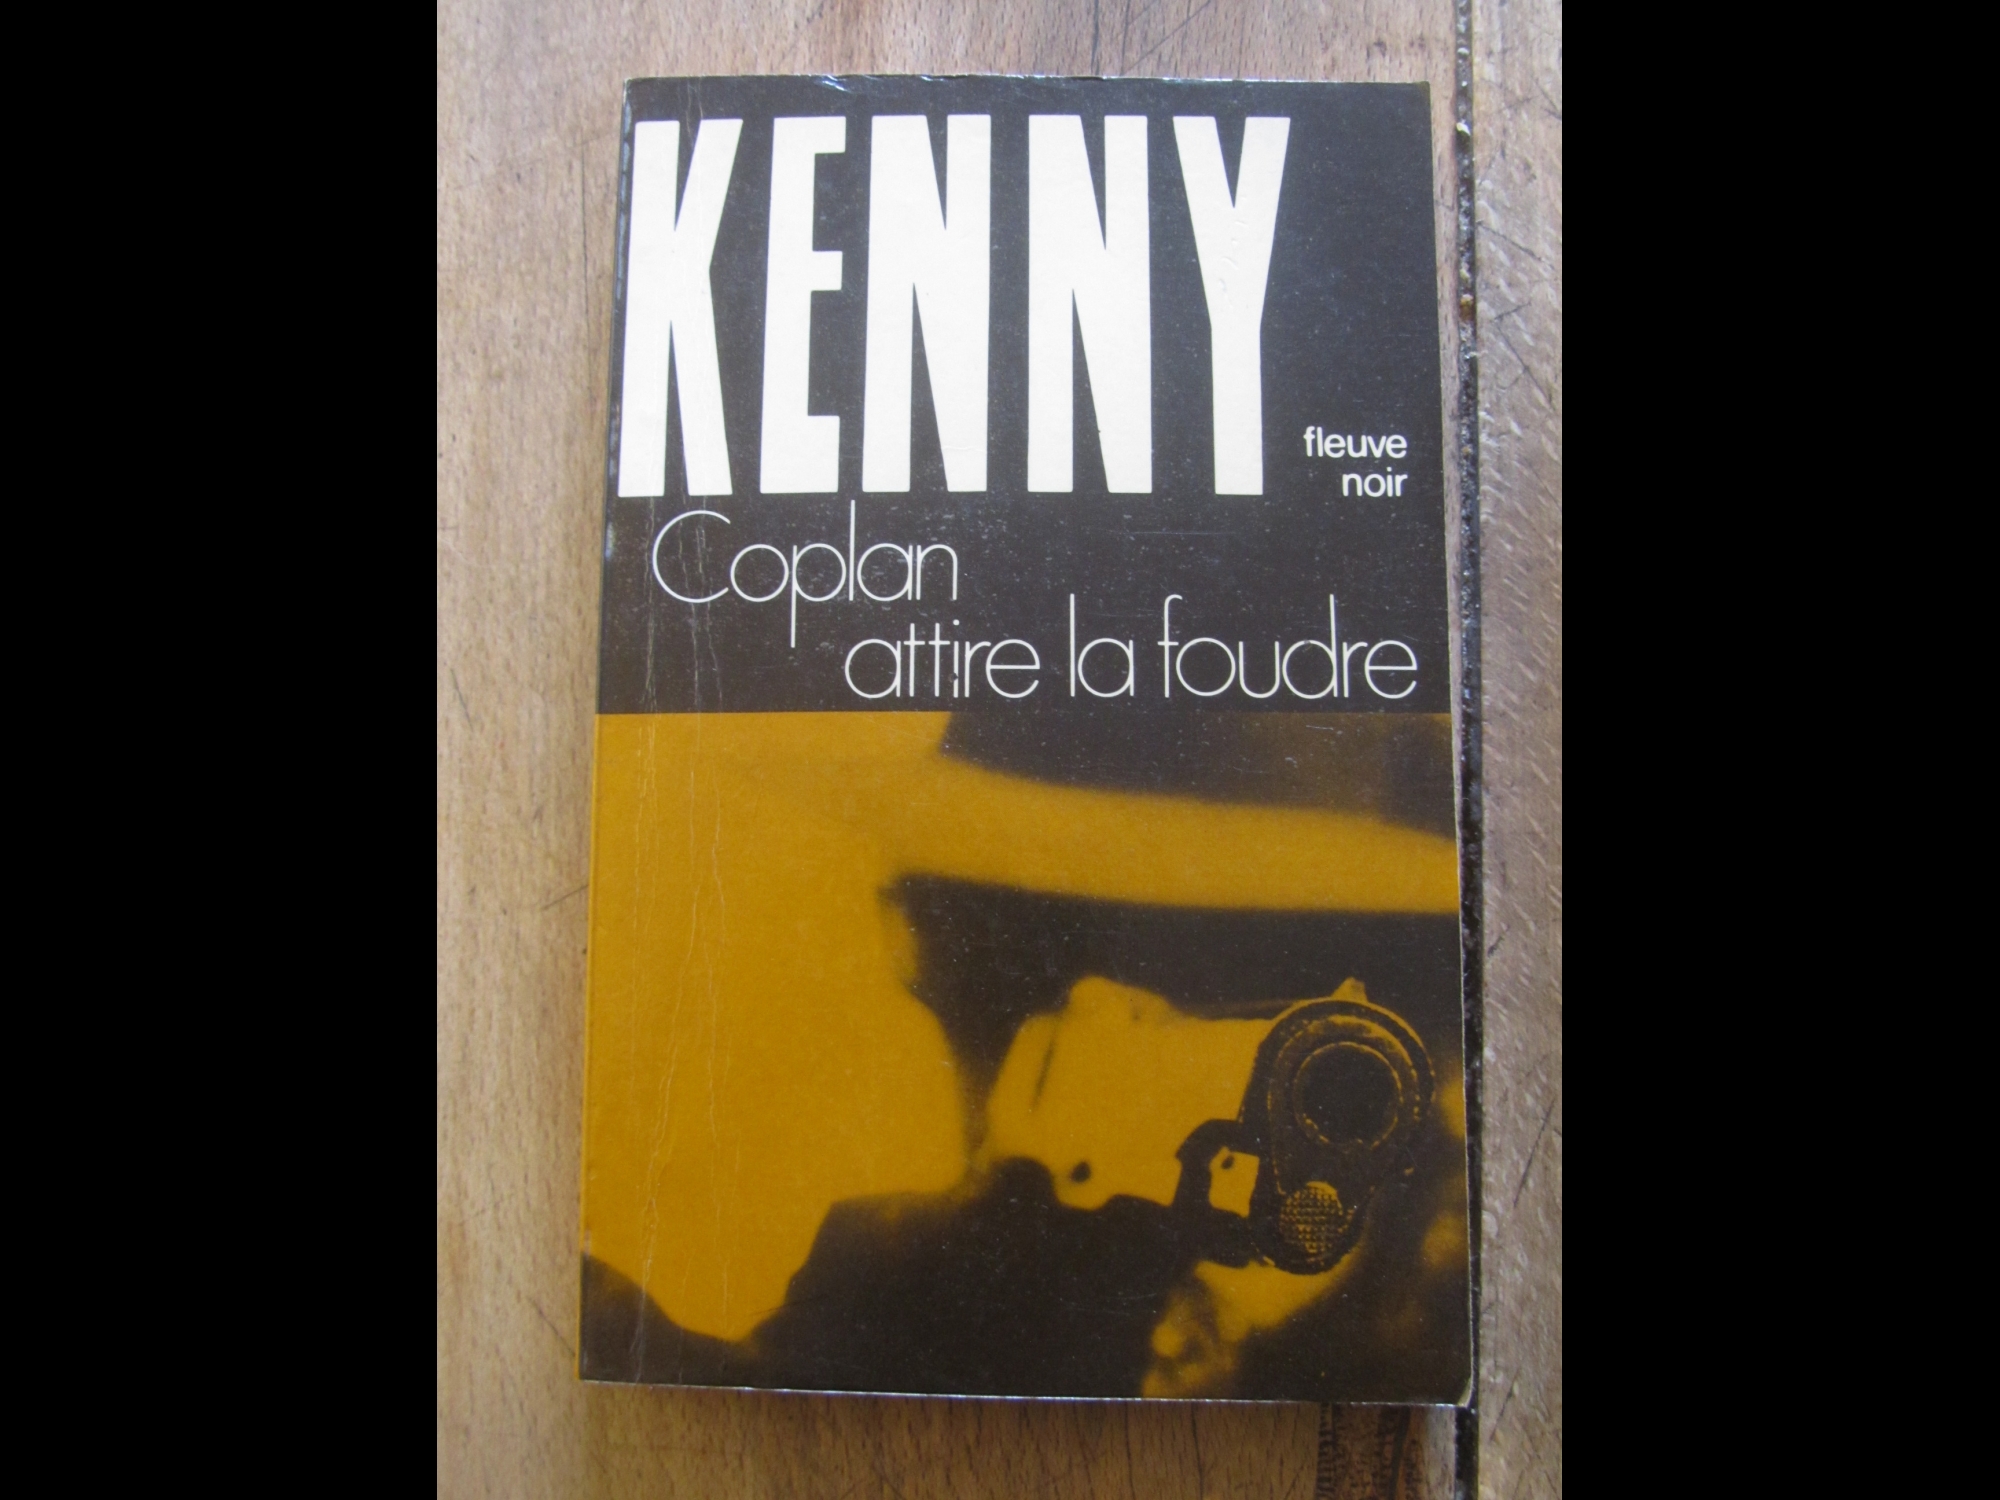 KENNY
fleuve
noir
Coplan
attire la foudre